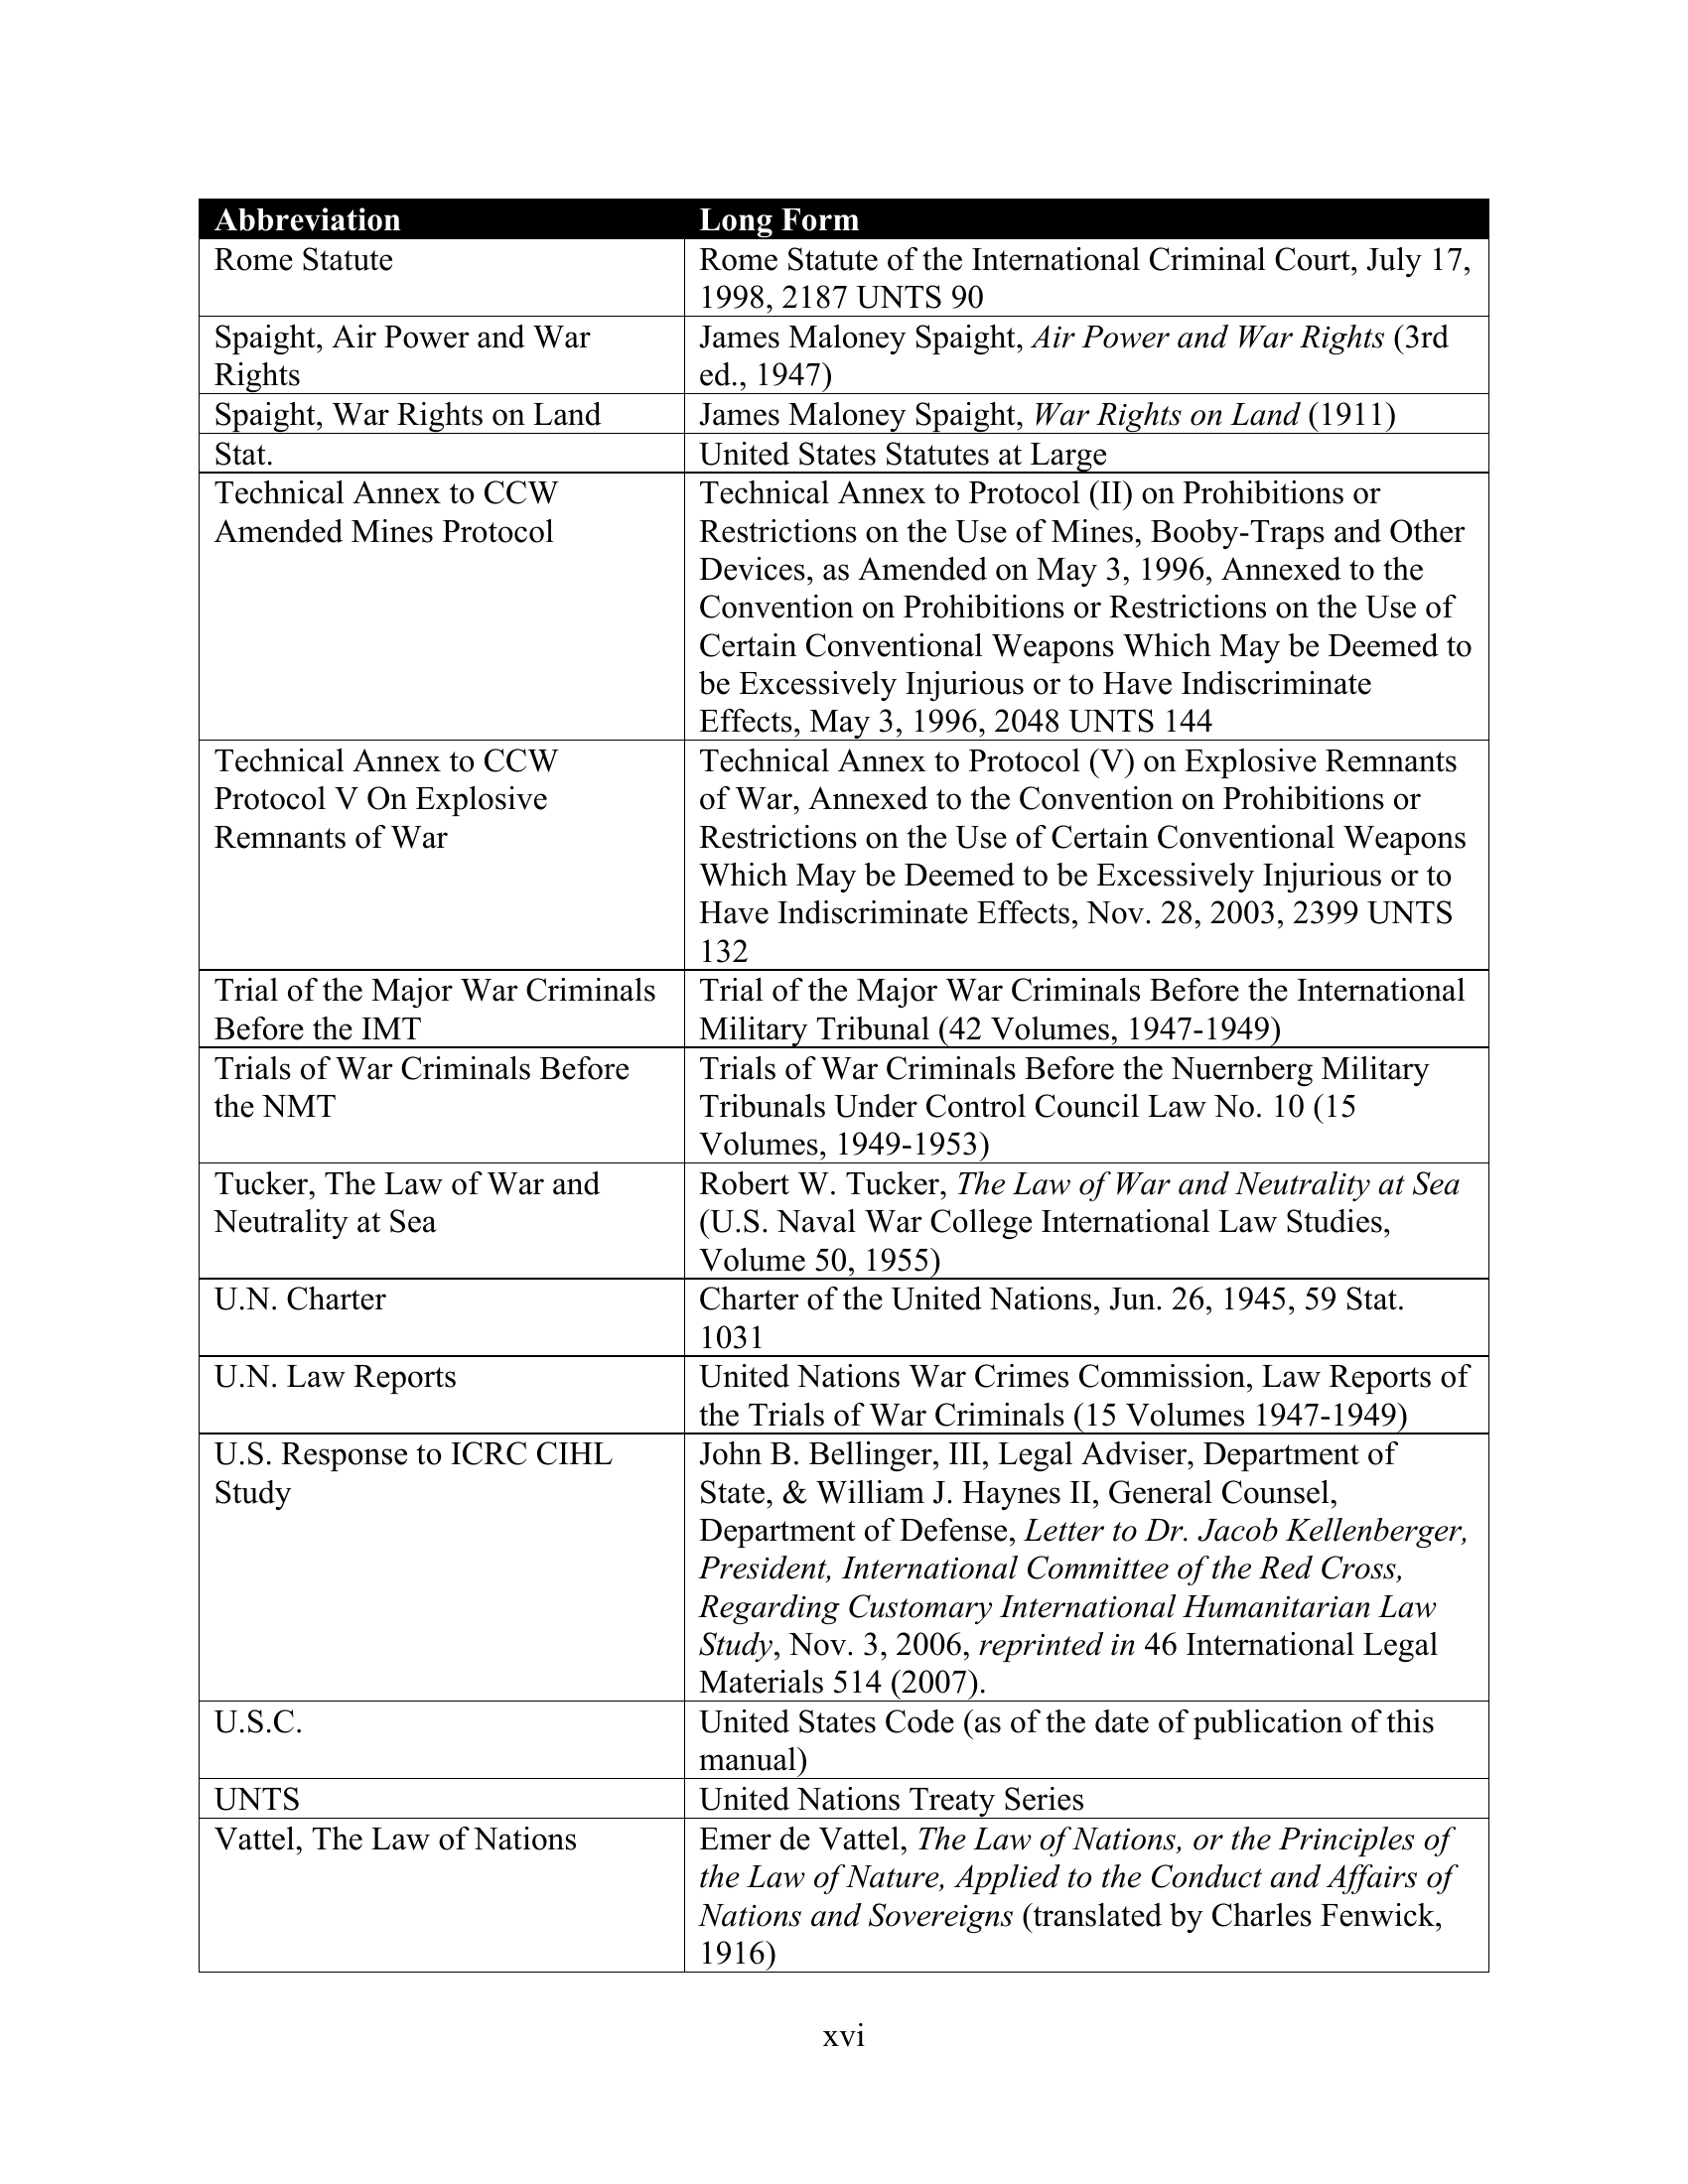 Abbreviation Long Form
Rome Statute Rome Statute of the International Criminal Court, July 17,
1998, 2187 UNTS 90
Spaight, Air Power and War James Maloney Spaight, Air Power and War Rights (3rd
Rights ed., 1947)
Spaight, War Rights on Land James Maloney Spaight, War Rights on Land (1911)
Stat. United States Statutes at Large
Technical Annex to CCW Technical Annex to Protocol (II) on Prohibitions or
Amended Mines Protocol Restrictions on the Use of Mines, Booby-Traps and Other
Devices, as Amended on May 3, 1996, Annexed to the
Convention on Prohibitions or Restrictions on the Use of
Certain Conventional Weapons Which May be Deemed to
be Excessively Injurious or to Have Indiscriminate
Effects, May 3, 1996, 2048 UNTS 144
Technical Annex to CCW Technical Annex to Protocol (V) on Explosive Remnants
Protocol V On Explosive of War, Annexed to the Convention on Prohibitions or
Remnants of War Restrictions on the Use of Certain Conventional Weapons
Which May be Deemed to be Excessively Injurious or to
Have Indiscriminate Effects, Nov. 28, 2003, 2399 UNTS
132
Trial of the Major War Criminals Trial of the Major War Criminals Before the International
Before the IMT Military Tribunal (42 Volumes, 1947-1949)
Trials of War Criminals Before Trials of War Criminals Before the Nuernberg Military
the NMT Tribunals Under Control Council Law No. 10 (15
Volumes, 1949-1953)
Tucker, The Law of War and Robert W. Tucker, The Law of War and Neutrality at Sea
Neutrality at Sea (U.S. Naval War College International Law Studies,
Volume 50, 1955)
U.N. Charter Charter of the United Nations, Jun. 26, 1945, 59 Stat.
1031
U.N. Law Reports United Nations War Crimes Commission, Law Reports of
the Trials of War Criminals (15 Volumes 1947-1949)
U.S. Response to ICRC CIHL John B. Bellinger, III, Legal Adviser, Department of
Study State, & William J. Haynes II, General Counsel,
Department of Defense, Letter to Dr. Jacob Kellenberger,
President, International Committee of the Red Cross,
Regarding Customary International Humanitarian Law
Study, Nov. 3, 2006, reprinted in 46 International Legal
Materials 514 (2007).
U.S.C. United States Code (as of the date of publication of this
manual)
UNTS United Nations Treaty Series
Vattel, The Law of Nations Emer de Vattel, The Law of Nations, or the Principles of
the Law of Nature, Applied to the Conduct and Affairs of
Nations and Sovereigns (translated by Charles Fenwick,
1916)
xvi